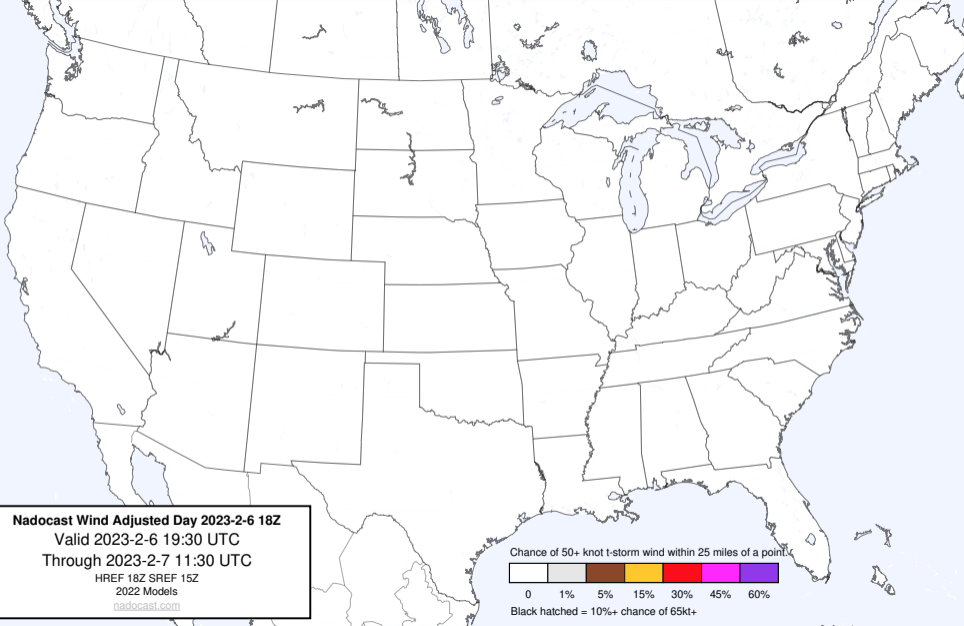 Nadocast Wind Adjusted Day 2023-2-6 18Z
Valid 2023-2-6 19:30 UTC
Through 2023-2-7 11:30 UTC
HREF 18Z SREF 15Z
2022 Models
nadocast.com
Chance of 50+ knot t-storm wind within 25 miles of a point.
0 1% 5% 15% 30% 45% 60%
Black hatched = 10%+ chance of 65kt+